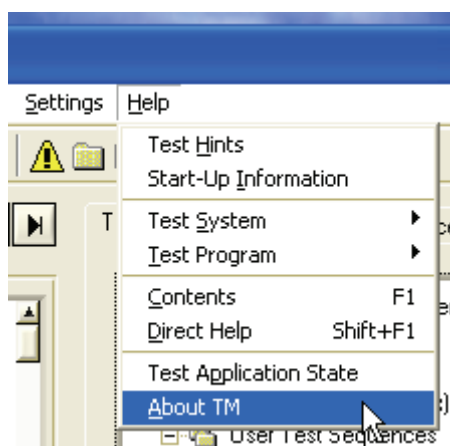 Settings Help
Test Hints
Start-Up Information
T
Test System
Test Program
Contents F1
Direct Help Shift+F1
Test Application State
About TM
User Test Sequences